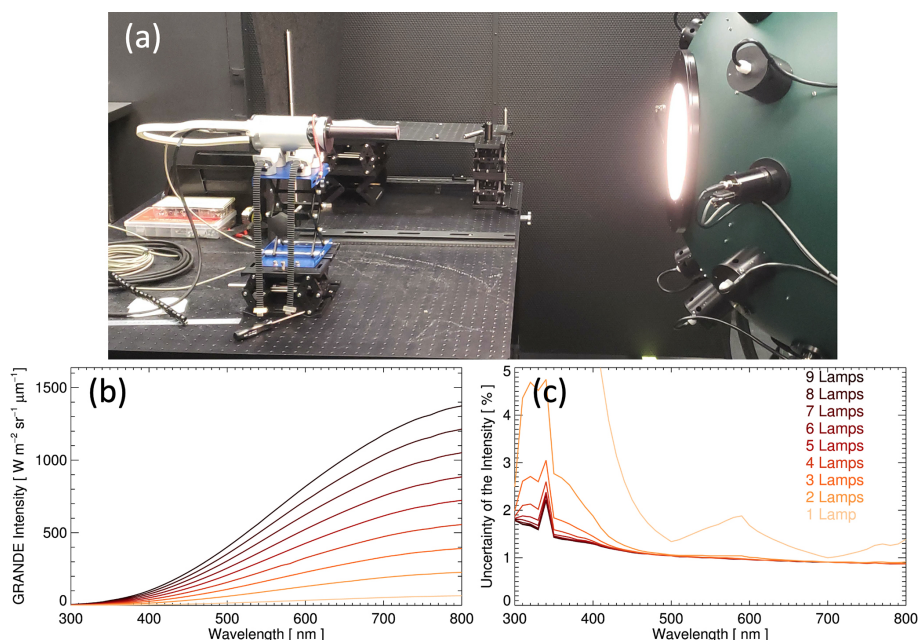 (a)
(b)
GRANDE Intensity [ W m⁻² sr⁻¹ μm⁻¹ ]
1500
1000
500
0
300 400 500 600 700 800
Wavelength [ nm ]
(c)
Uncertainty of the Intensity [ % ]
5
4
3
2
1
0
9 Lamps
8 Lamps
7 Lamps
6 Lamps
5 Lamps
4 Lamps
3 Lamps
2 Lamps
1 Lamp
300 400 500 600 700 800
Wavelength [ nm ]